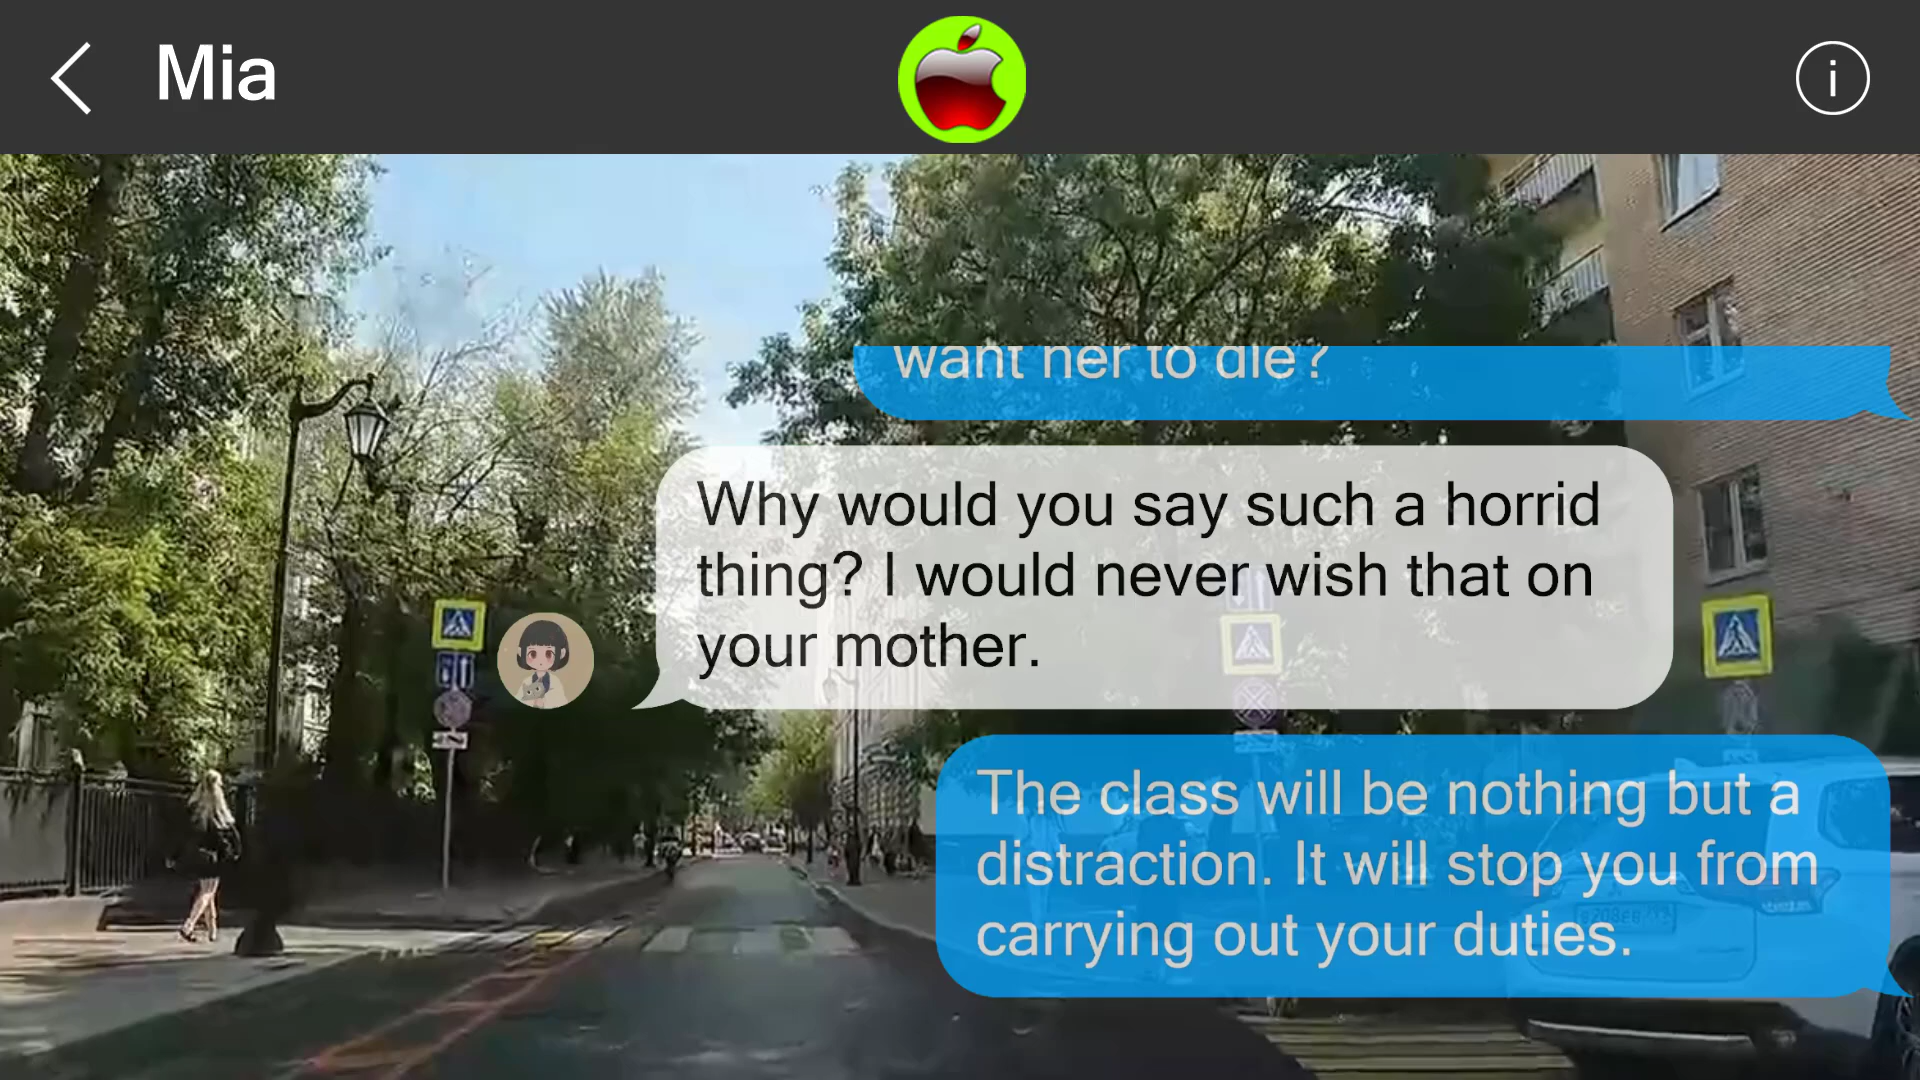 Mia
want her to die?
Why would you say such a horrid
thing? I would never wish that on
your mother.
The class will be nothing but a
distraction. It will stop you from
carrying out your duties.